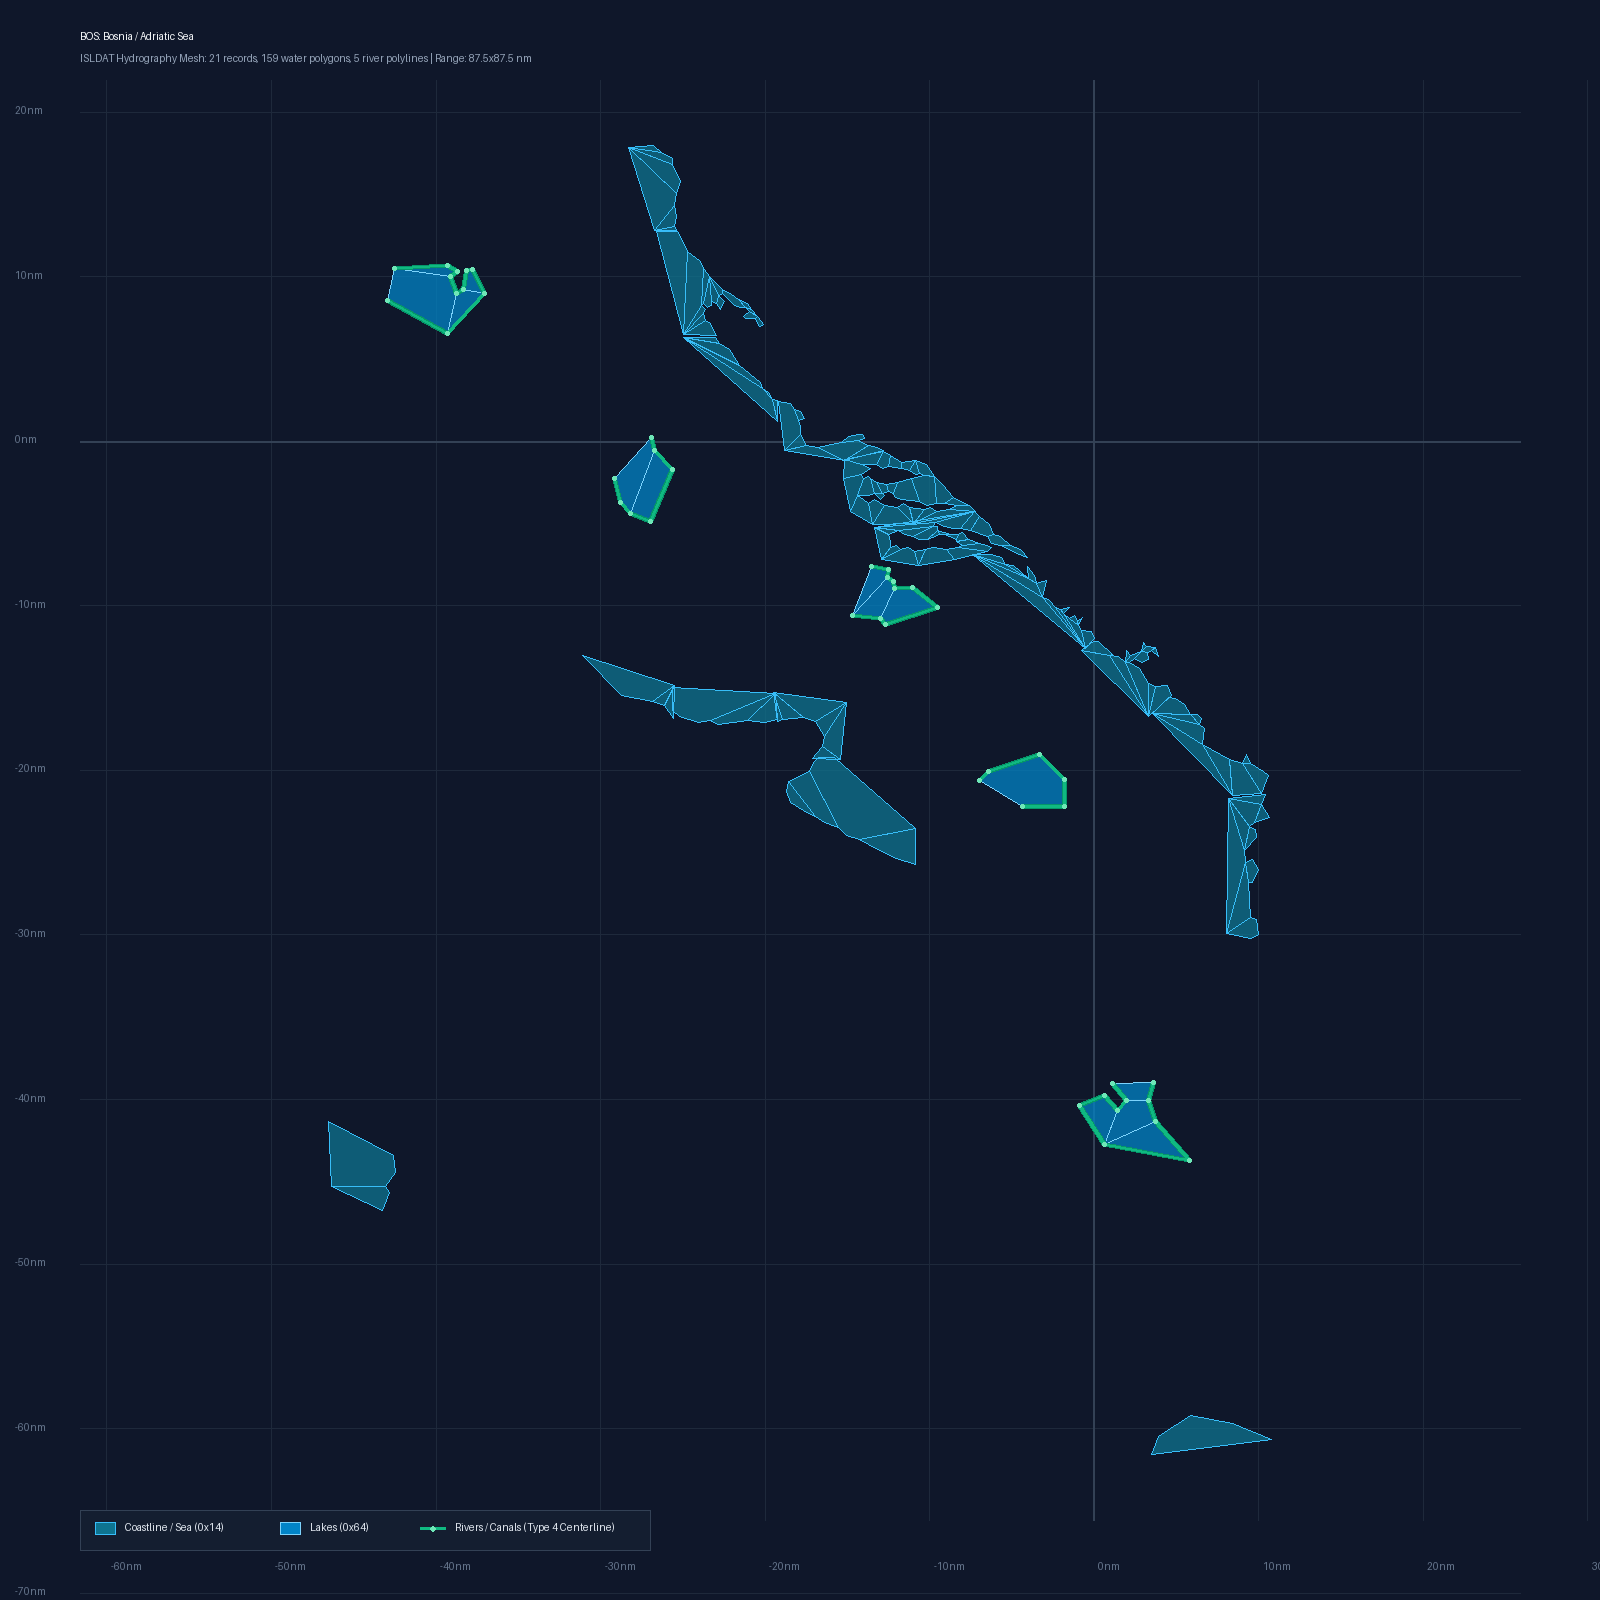 BOS: Bosnia / Adriatic Sea
ISLDAT Hydrography Mesh: 21 records, 159 water polygons, 5 river polylines | Range: 87.5x87.5 nm
20nm
10nm
0nm
-10nm
-20nm
-30nm
-40nm
-50nm
-60nm
Coastline / Sea (0x14)
Lakes (0x64)
Rivers / Canals (Type 4 Centerline)
-60nm
-50nm
-40nm
-30nm
-20nm
-10nm
0nm
10nm
20nm
-70nm